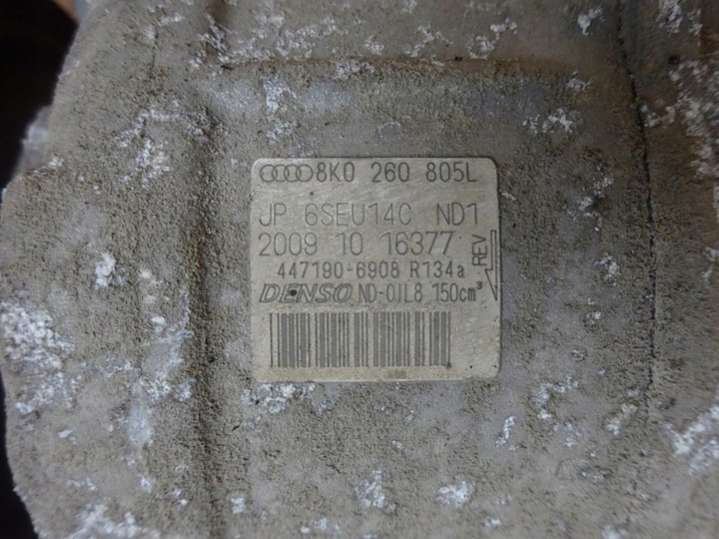 8K0 260 805L
JP 6SEU14C ND1
2009 10 16377
REV
447190-6908 R134a
DENSO ND-OIL8 150cm³